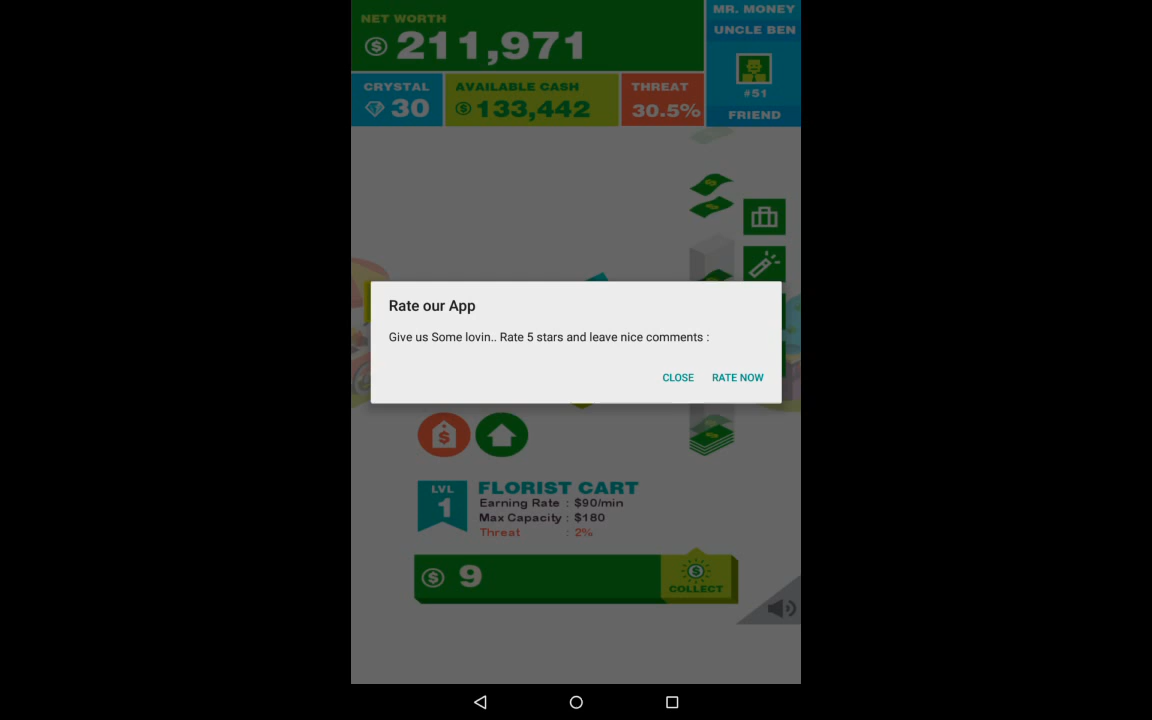 NET WORTH
211,971
CRYSTAL
30
AVAILABLE CASH
133,442
THREAT
30.5%
MR. MONEY
UNCLE BEN
#51
FRIEND
Rate our App
Give us Some lovin.. Rate 5 stars and leave nice comments :
CLOSE RATE NOW
LVL
1
FLORIST CART
Earning Rate : $90/min
Max Capacity : $180
Threat : 2%
9
COLLECT